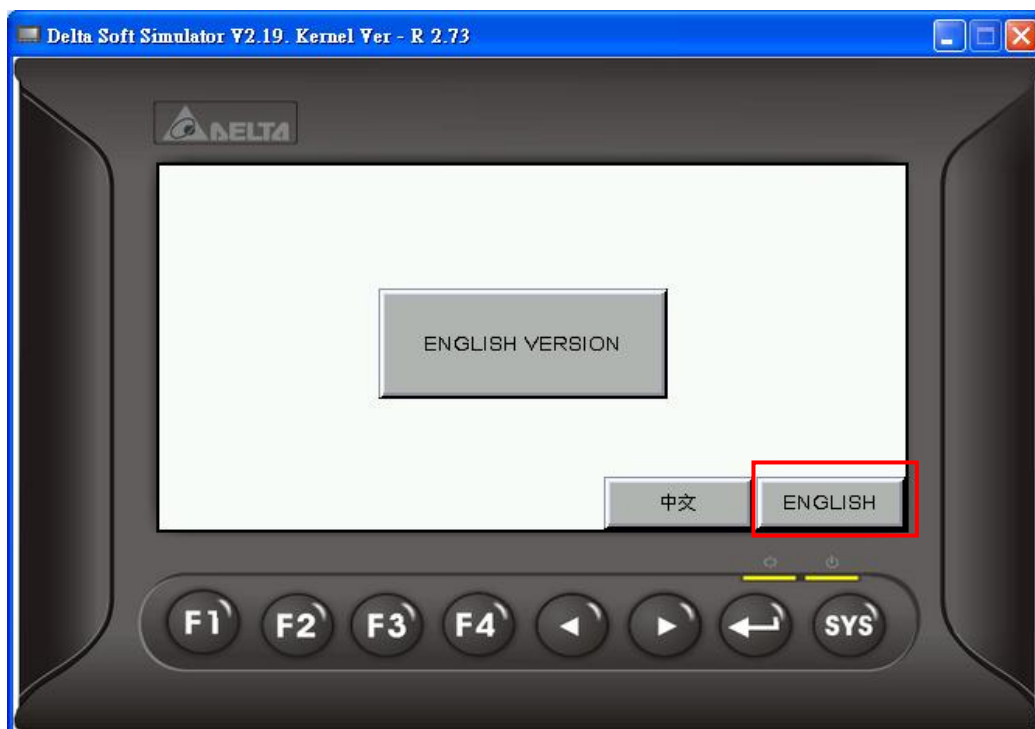 Delta Soft Simulator V2.19. Kernel Ver - R 2.73
DELTA
ENGLISH VERSION
中文 ENGLISH
F1 F2 F3 F4 SYS